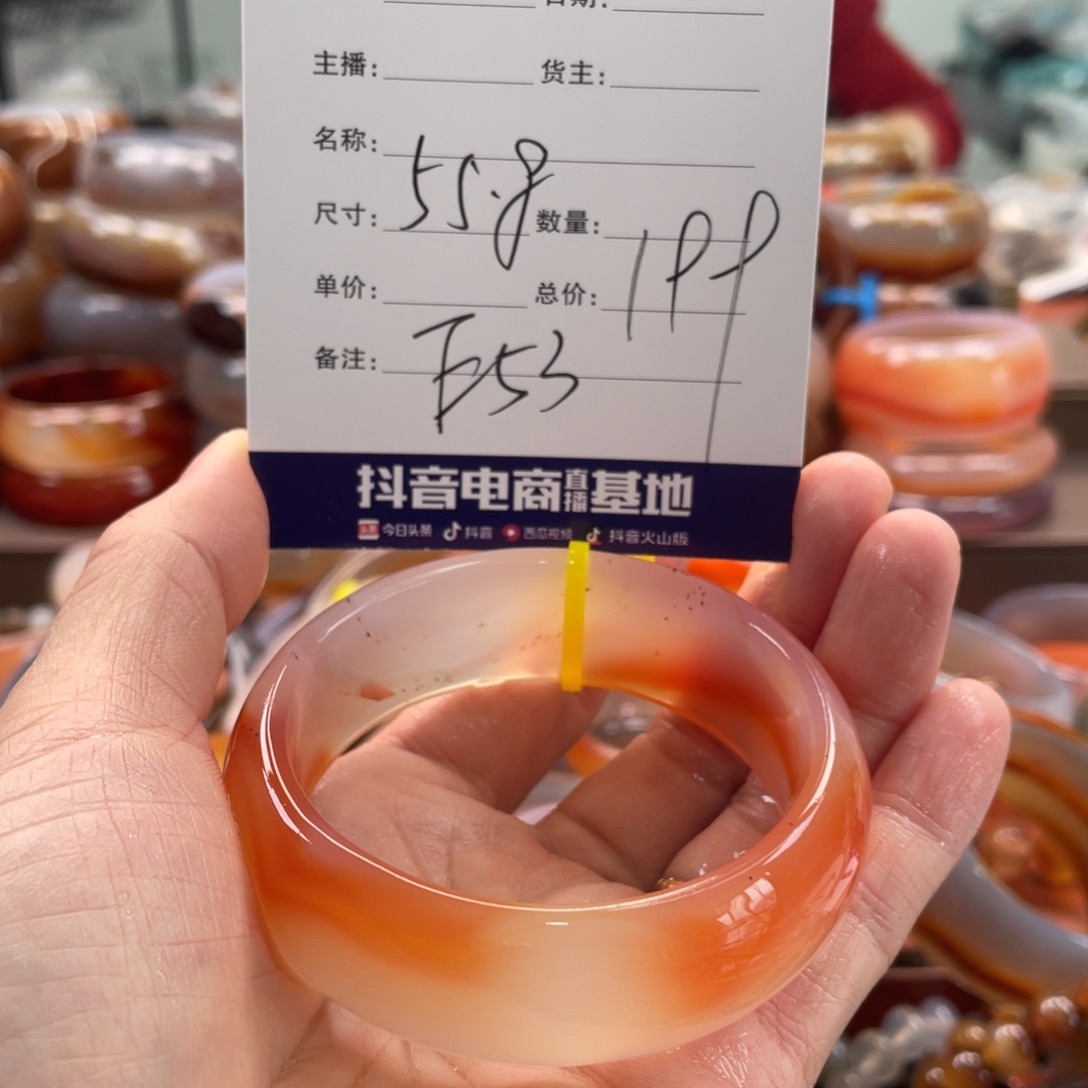 日期:
主播: 货主:
名称:
尺寸: 55.8 数量:
单价: 总价: 199
备注: E53
抖音电商直播基地
今日头条 抖音 西瓜视频 抖音火山版